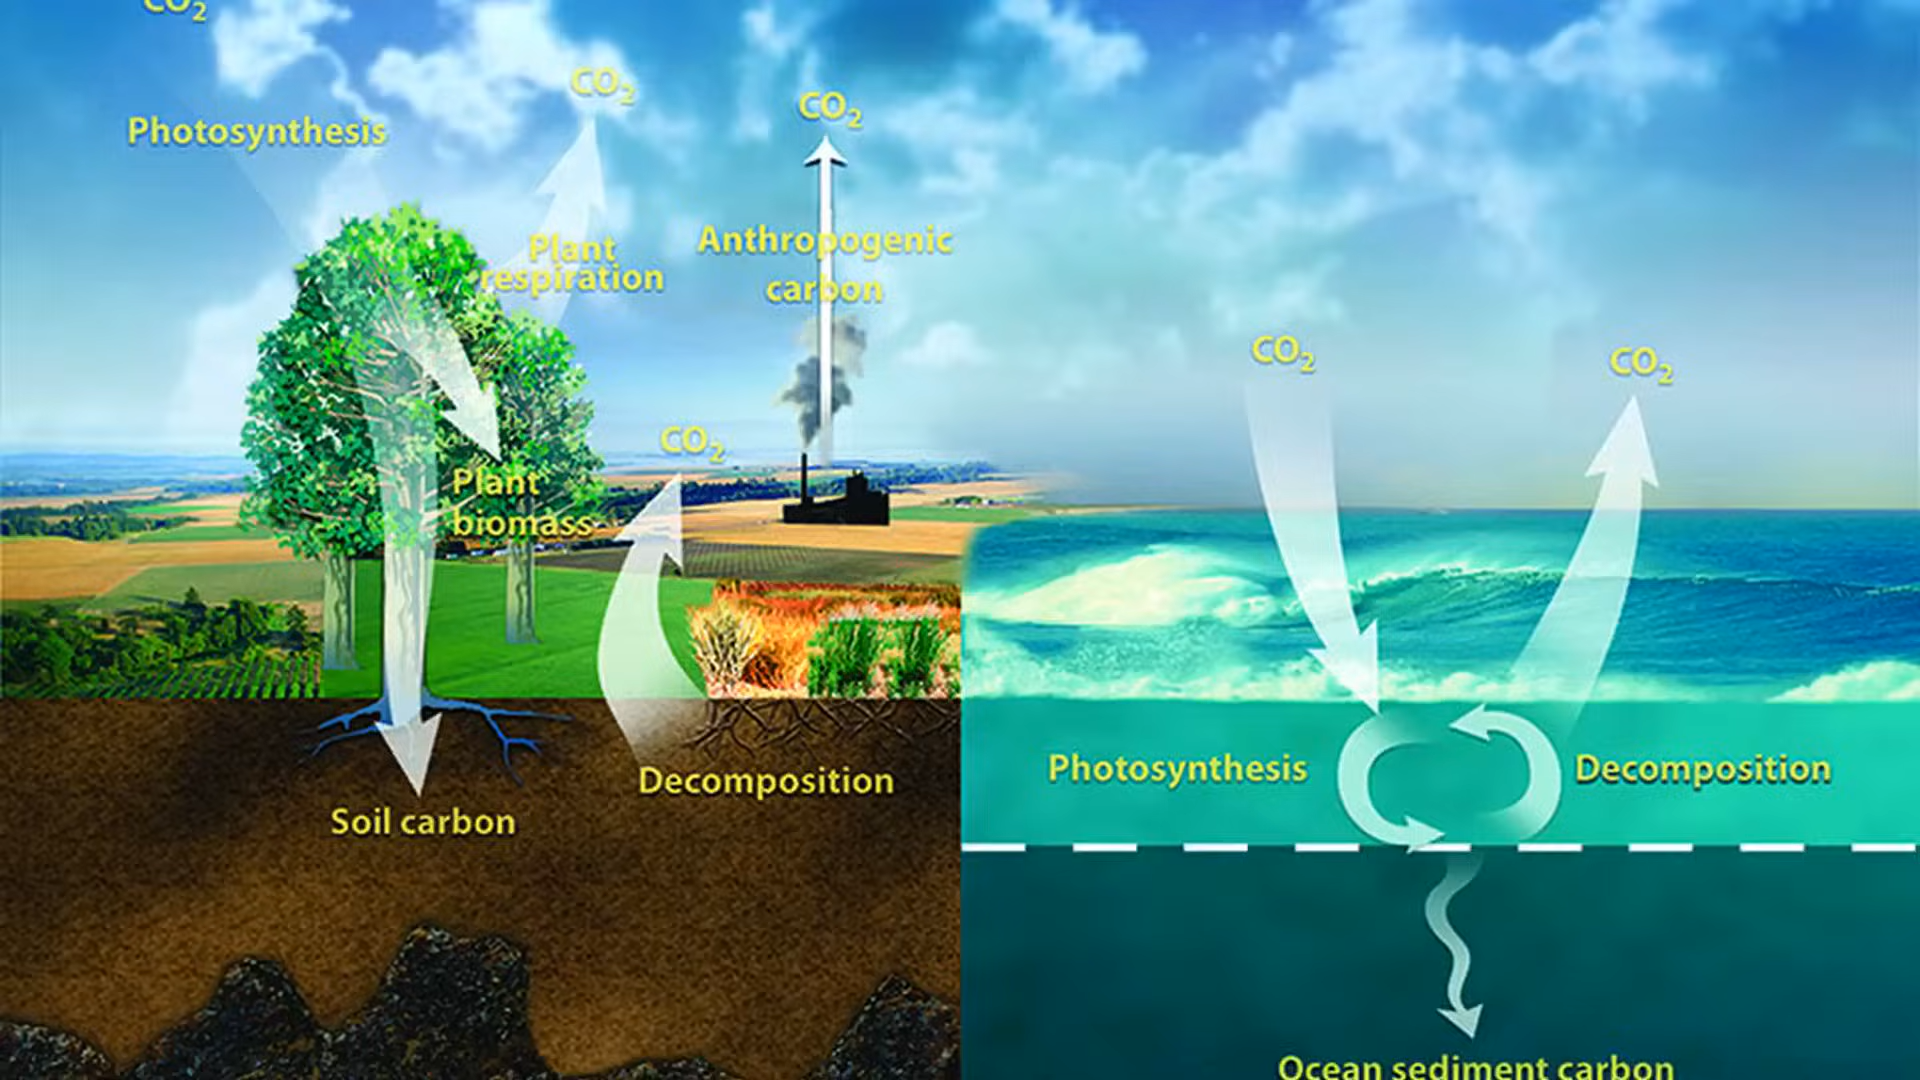 CO₂
CO₂
CO₂
Photosynthesis
Plant
respiration
Anthropogenic
carbon
CO₂
CO₂
CO₂
Plant
biomass
Photosynthesis
Decomposition
Decomposition
Soil carbon
Ocean sediment carbon